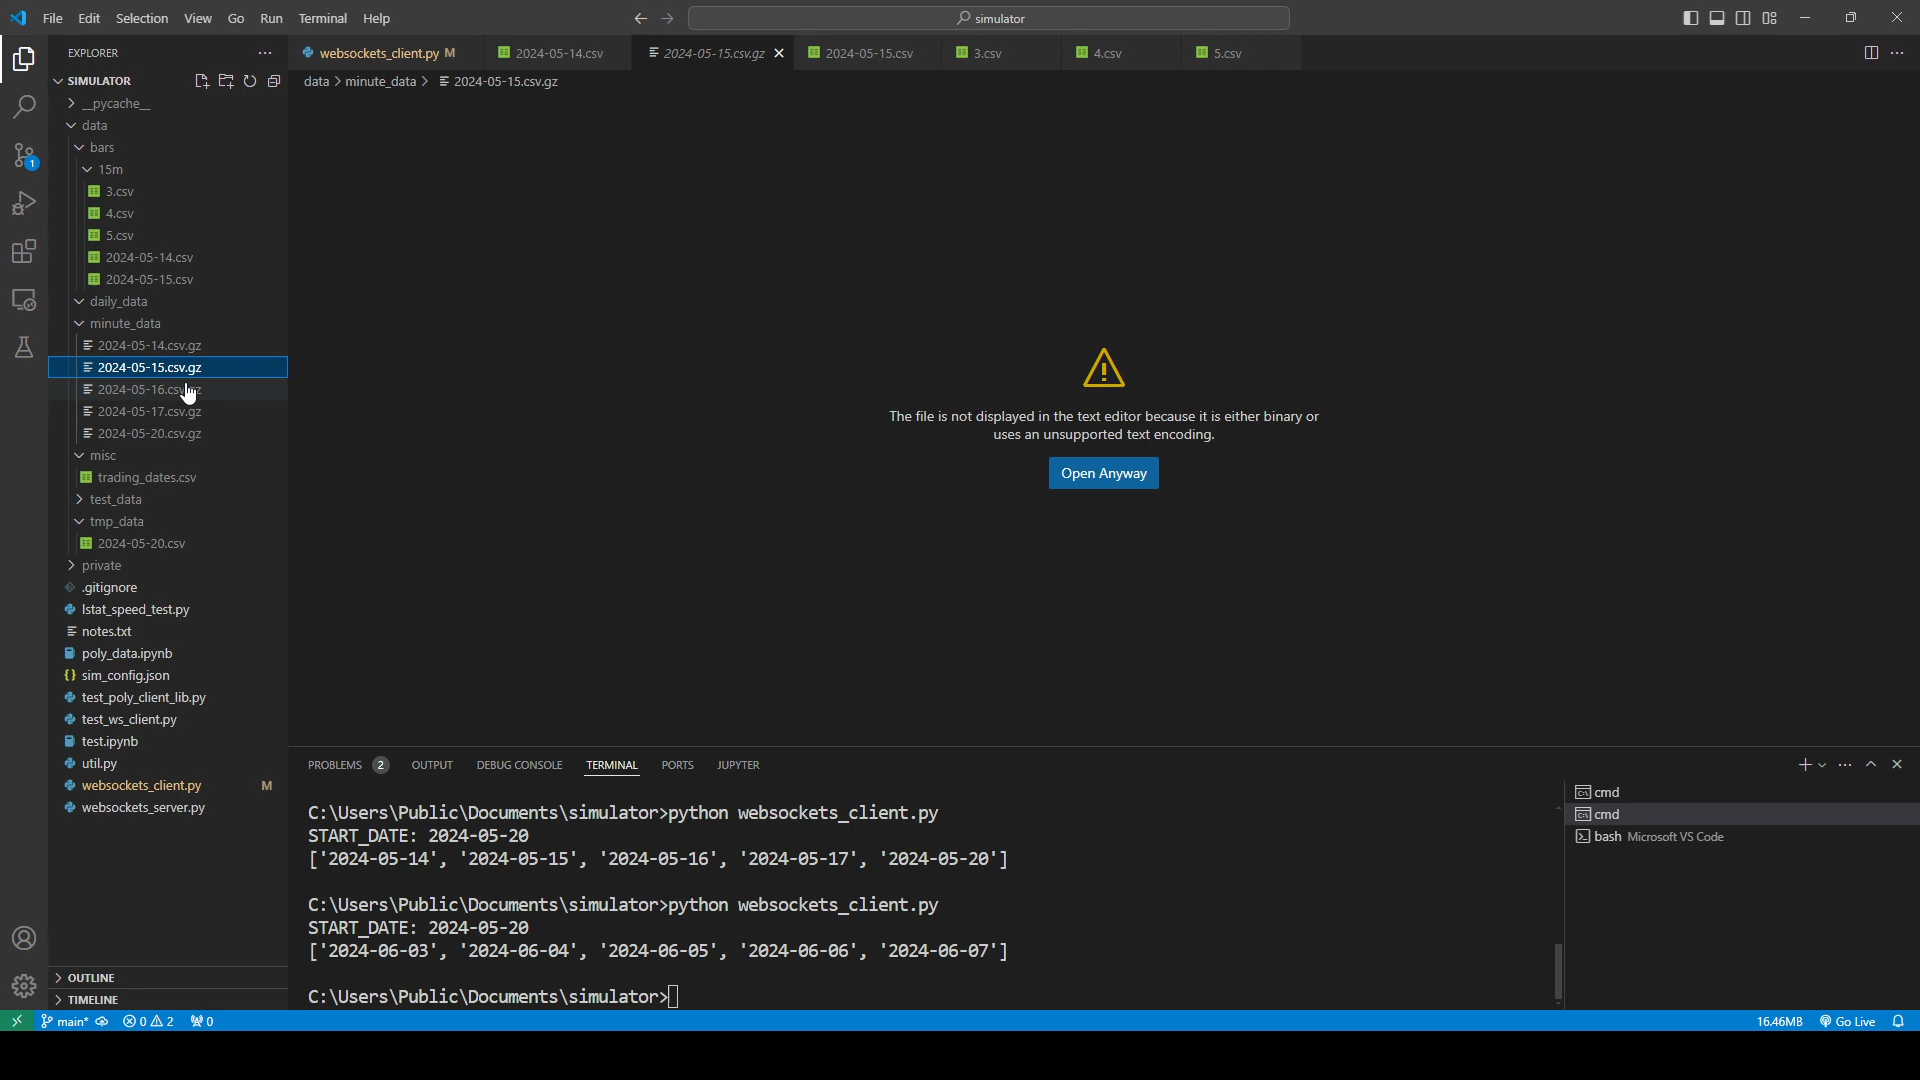 File Edit Selection View Go Run Terminal Help
simulator
EXPLORER
websockets_client.py M
2024-05-14.csv
2024-05-15.csv.gz
2024-05-15.csv
3.csv
4.csv
5.csv
SIMULATOR
data > minute_data > 2024-05-15.csv.gz
__pycache__
data
bars
15m
3.csv
4.csv
5.csv
2024-05-14.csv
2024-05-15.csv
daily_data
minute_data
2024-05-14.csv.gz
2024-05-15.csv.gz
2024-05-16.csv.gz
2024-05-17.csv.gz
2024-05-20.csv.gz
misc
trading_dates.csv
test_data
tmp_data
2024-05-20.csv
private
.gitignore
lstat_speed_test.py
notes.txt
poly_data.ipynb
sim_config.json
test_poly_client_lib.py
test_ws_client.py
test.ipynb
util.py
websockets_client.py M
websockets_server.py
OUTLINE
TIMELINE
1
The file is not displayed in the text editor because it is either binary or
uses an unsupported text encoding.
Open Anyway
PROBLEMS 2 OUTPUT DEBUG CONSOLE TERMINAL PORTS JUPYTER
C:\Users\Public\Documents\simulator>python websockets_client.py
START_DATE: 2024-05-20
['2024-05-14', '2024-05-15', '2024-05-16', '2024-05-17', '2024-05-20']
C:\Users\Public\Documents\simulator>python websockets_client.py
START_DATE: 2024-05-20
['2024-06-03', '2024-06-04', '2024-06-05', '2024-06-06', '2024-06-07']
C:\Users\Public\Documents\simulator>
cmd
cmd
bash Microsoft VS Code
main* 0 2 0
16.46MB Go Live